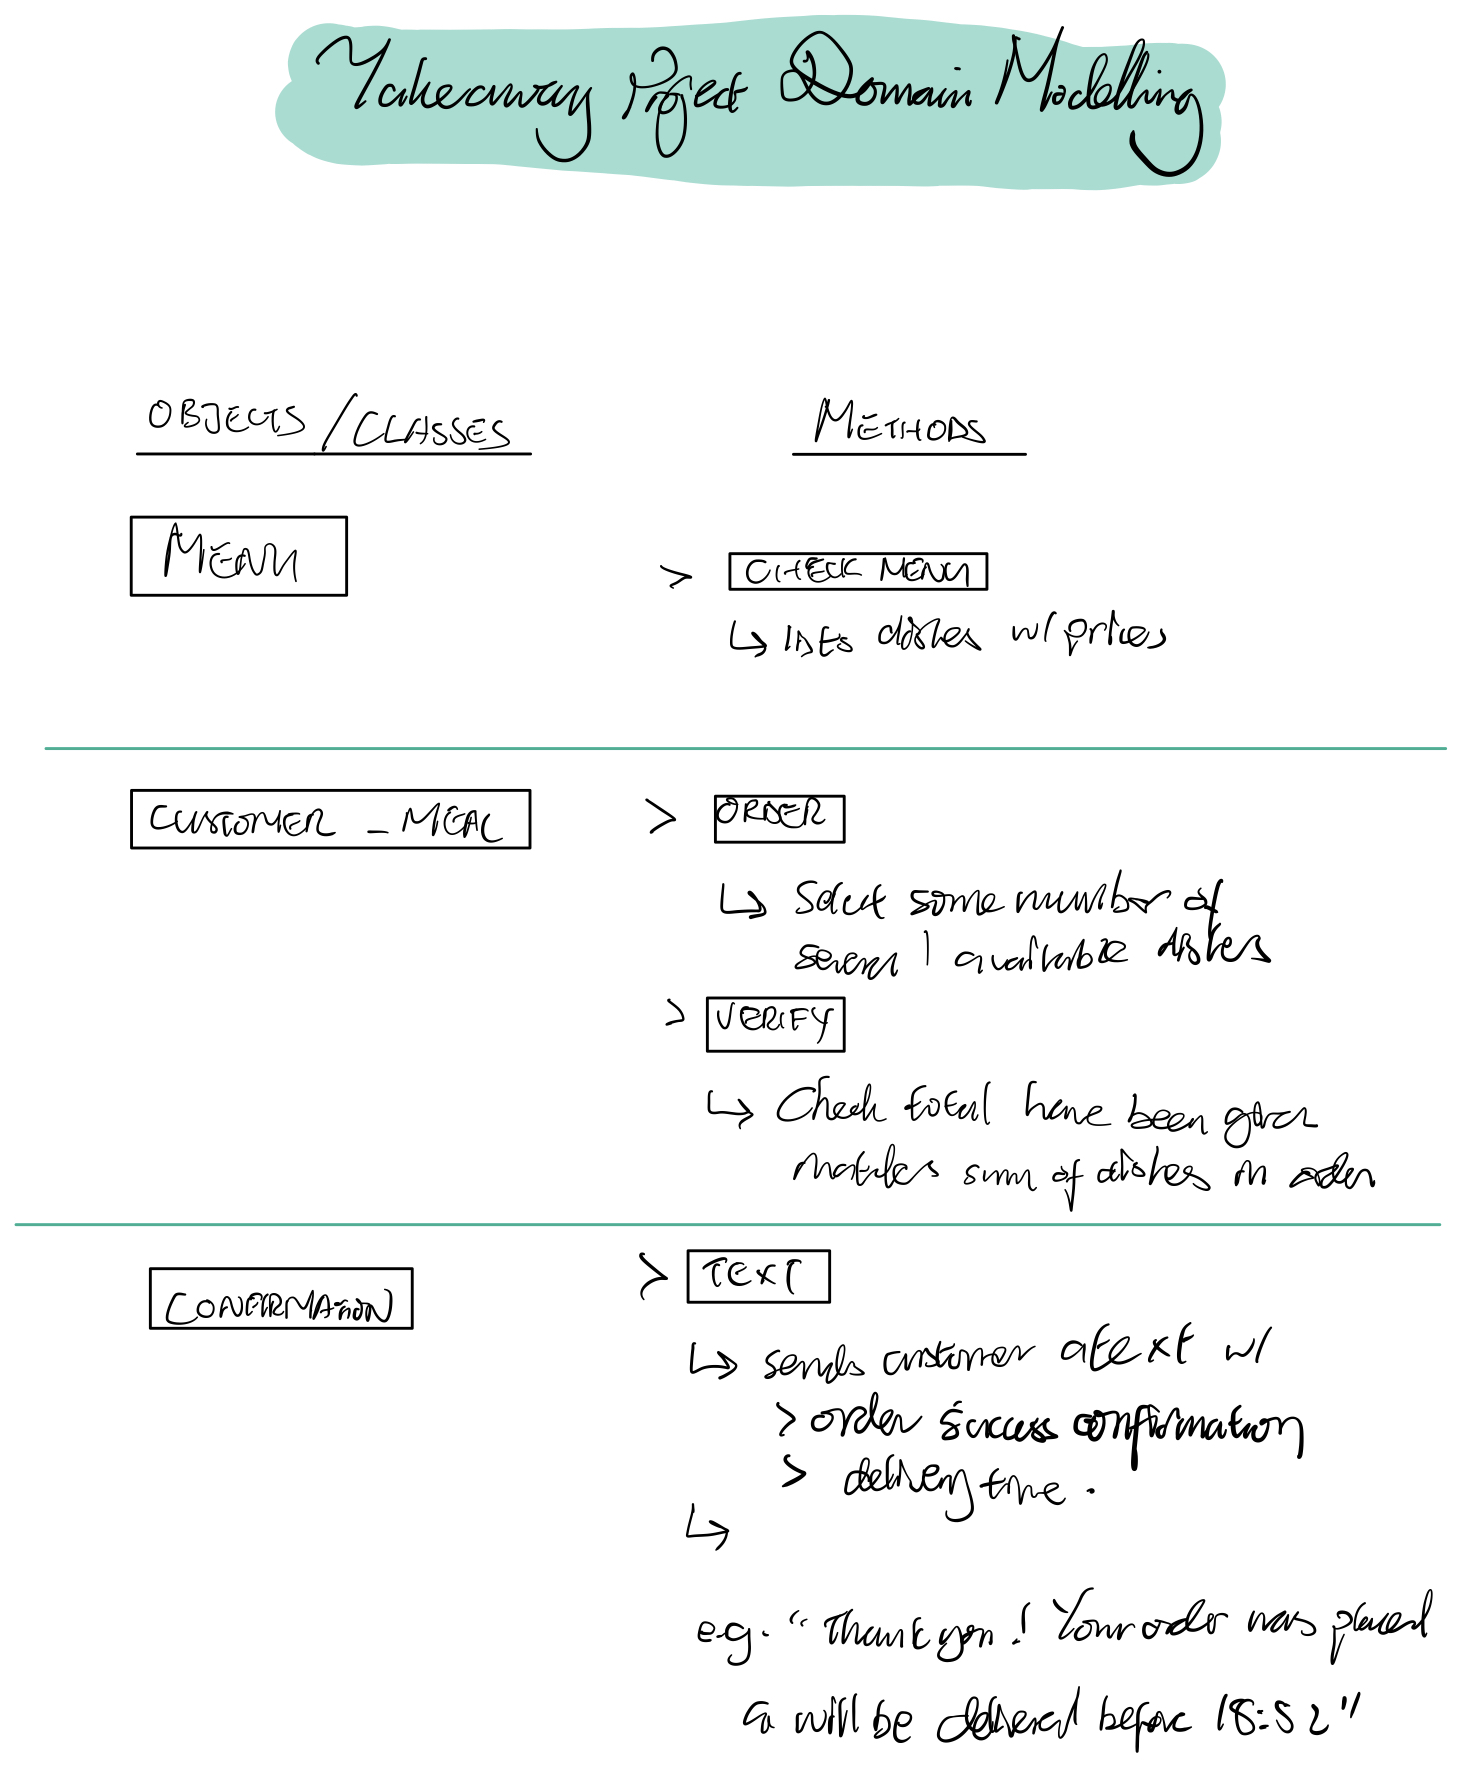 Takeaway Project Domain Modelling
OBJECTS / CLASSES
METHODS
MENU
> CHECK MENU
↳ lists dishes w/ prices
CUSTOMER _ MEAL
> ORDER
↳ Select some number of
several available dishes
> VERIFY
↳ Check total have been given
matches sum of dishes in order
CONFIRMATION
> TEXT
↳ sends customer a text w/
> order success confirmation
> delivery time.
↳
e.g. "Thank you! Your order was placed
& will be delivered before 18:52"